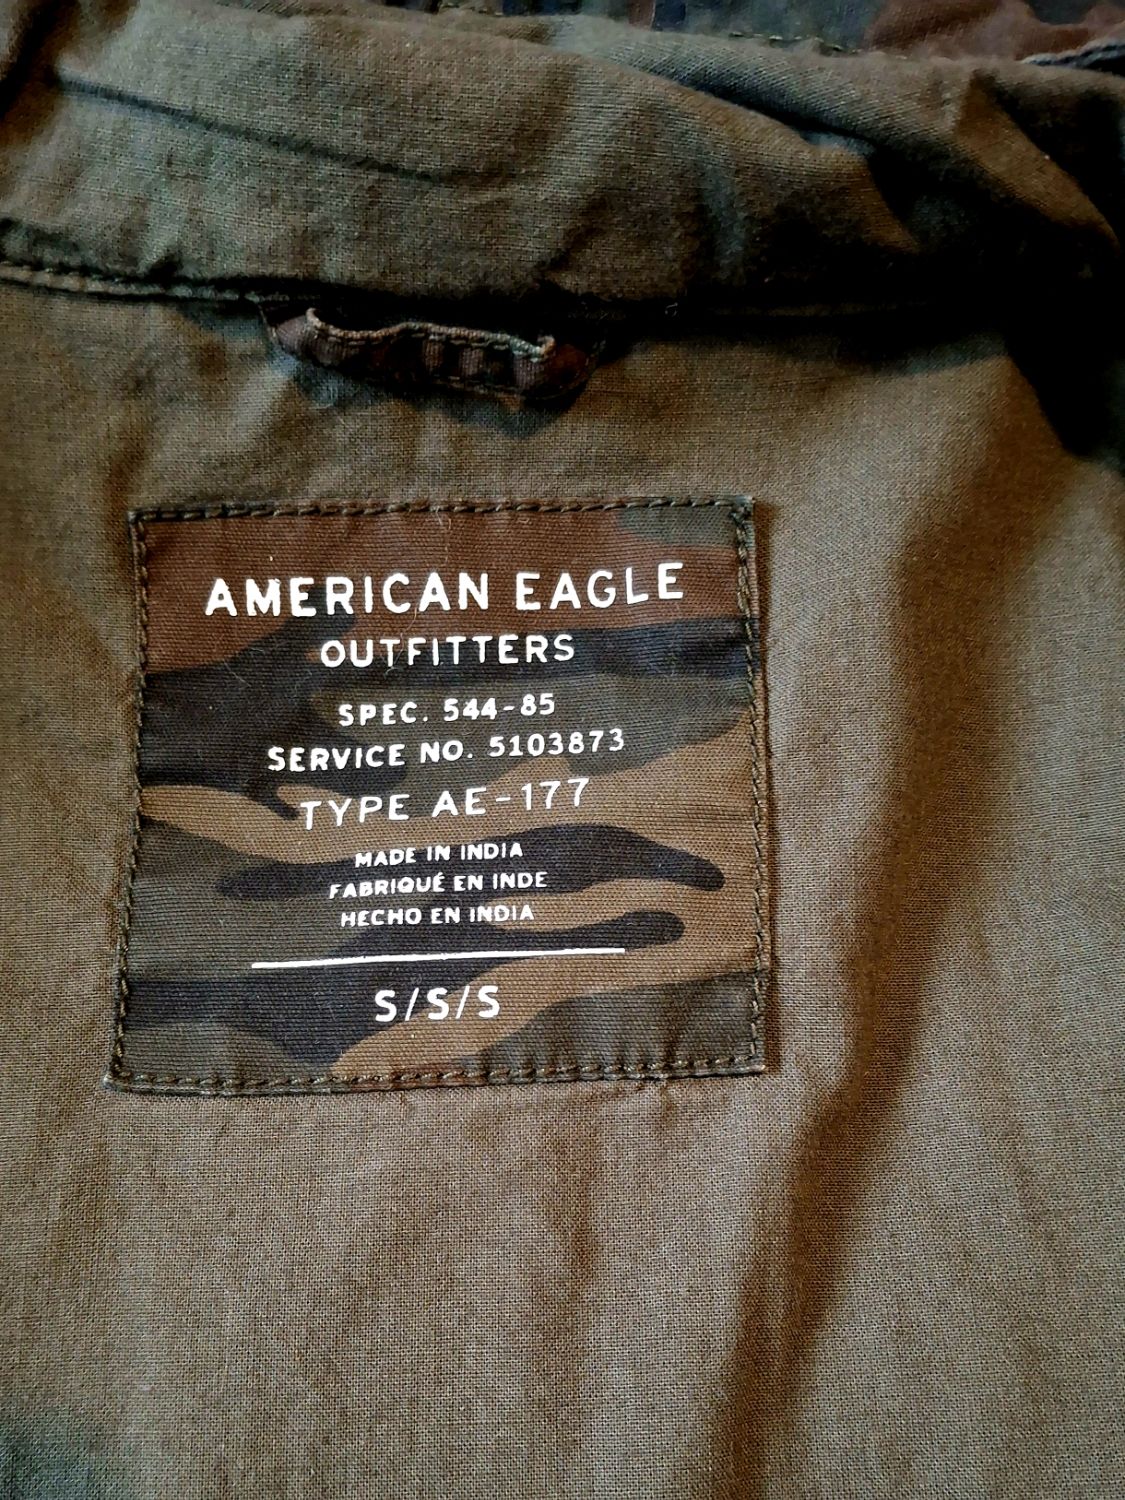 AMERICAN EAGLE
OUTFITTERS
SPEC. 544-85
SERVICE NO. 5103873
TYPE AE-177
MADE IN INDIA
FABRIQUÉ EN INDE
HECHO EN INDIA
S/S/S